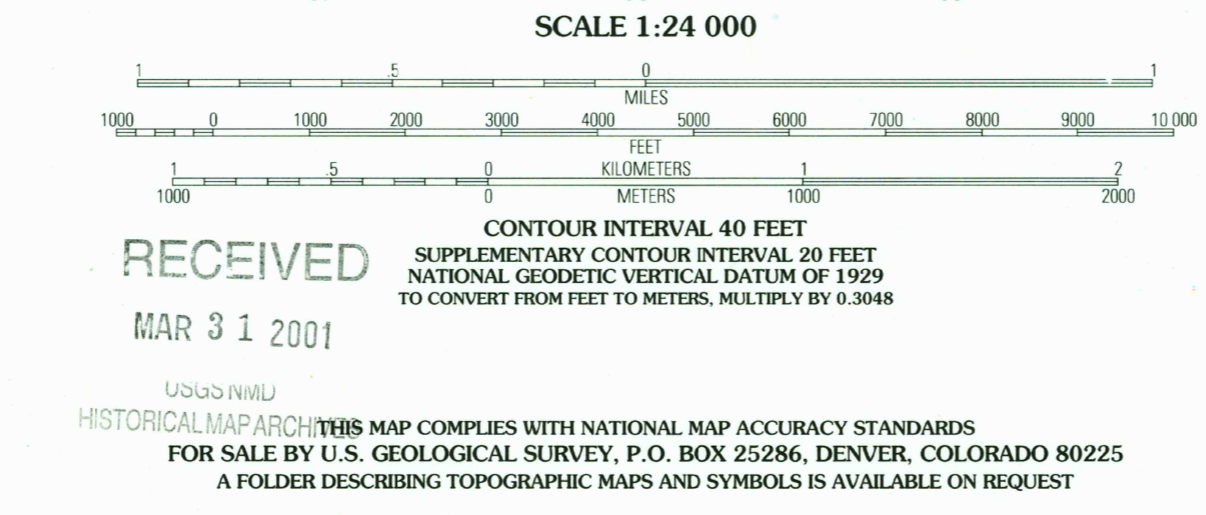 SCALE 1:24 000
1 .5 0 1
MILES
1000 0 1000 2000 3000 4000 5000 6000 7000 8000 9000 10 000
FEET
1 .5 0 KILOMETERS 1 2
1000 0 METERS 1000 2000
CONTOUR INTERVAL 40 FEET
SUPPLEMENTARY CONTOUR INTERVAL 20 FEET
NATIONAL GEODETIC VERTICAL DATUM OF 1929
TO CONVERT FROM FEET TO METERS, MULTIPLY BY 0.3048
RECEIVED
MAR 31 2001
USGS NMD
HISTORICAL MAP ARCHIVES
THIS MAP COMPLIES WITH NATIONAL MAP ACCURACY STANDARDS
FOR SALE BY U.S. GEOLOGICAL SURVEY, P.O. BOX 25286, DENVER, COLORADO 80225
A FOLDER DESCRIBING TOPOGRAPHIC MAPS AND SYMBOLS IS AVAILABLE ON REQUEST